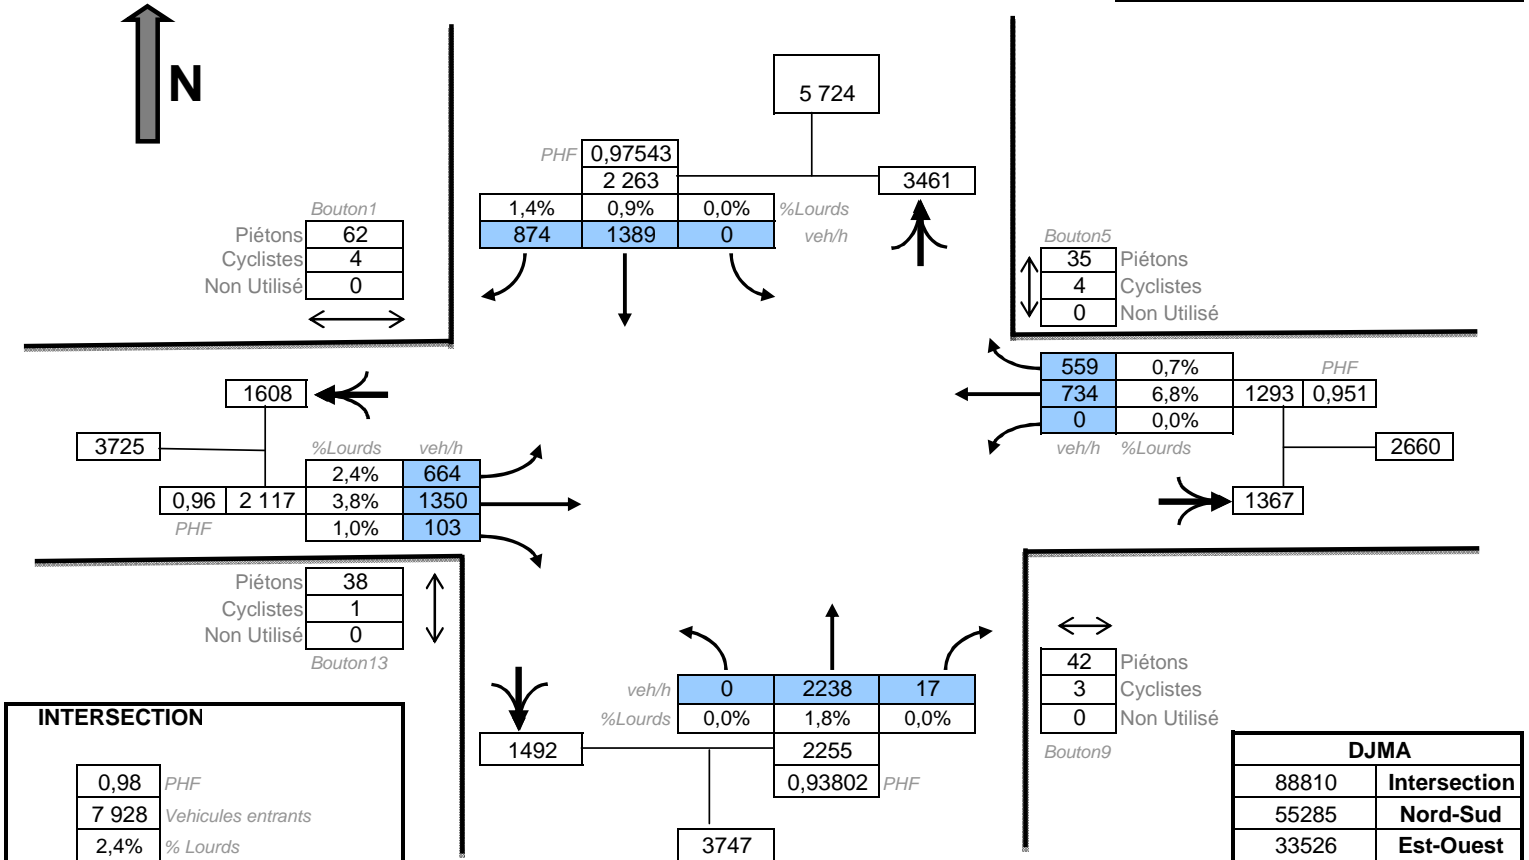 N
5 724
PHF 0,97543
2 263 3461
1,4% 0,9% 0,0% %Lourds
874 1389 0 veh/h
Bouton1
Piétons 62
Cyclistes 4
Non Utilisé 0
Bouton5
35 Piétons
4 Cyclistes
0 Non Utilisé
1608
3725
%Lourds veh/h
2,4% 664
0,96 2 117 3,8% 1350
PHF 1,0% 103
559 0,7% PHF
734 6,8% 1293 0,951
0 0,0%
veh/h %Lourds 2660
1367
Piétons 38
Cyclistes 1
Non Utilisé 0
Bouton13
veh/h 0 2238 17
%Lourds 0,0% 1,8% 0,0%
1492 2255
0,93802 PHF
3747
42 Piétons
3 Cyclistes
0 Non Utilisé
Bouton9
INTERSECTION
0,98 PHF
7 928 Vehicules entrants
2,4% % Lourds
DJMA
88810 Intersection
55285 Nord-Sud
33526 Est-Ouest